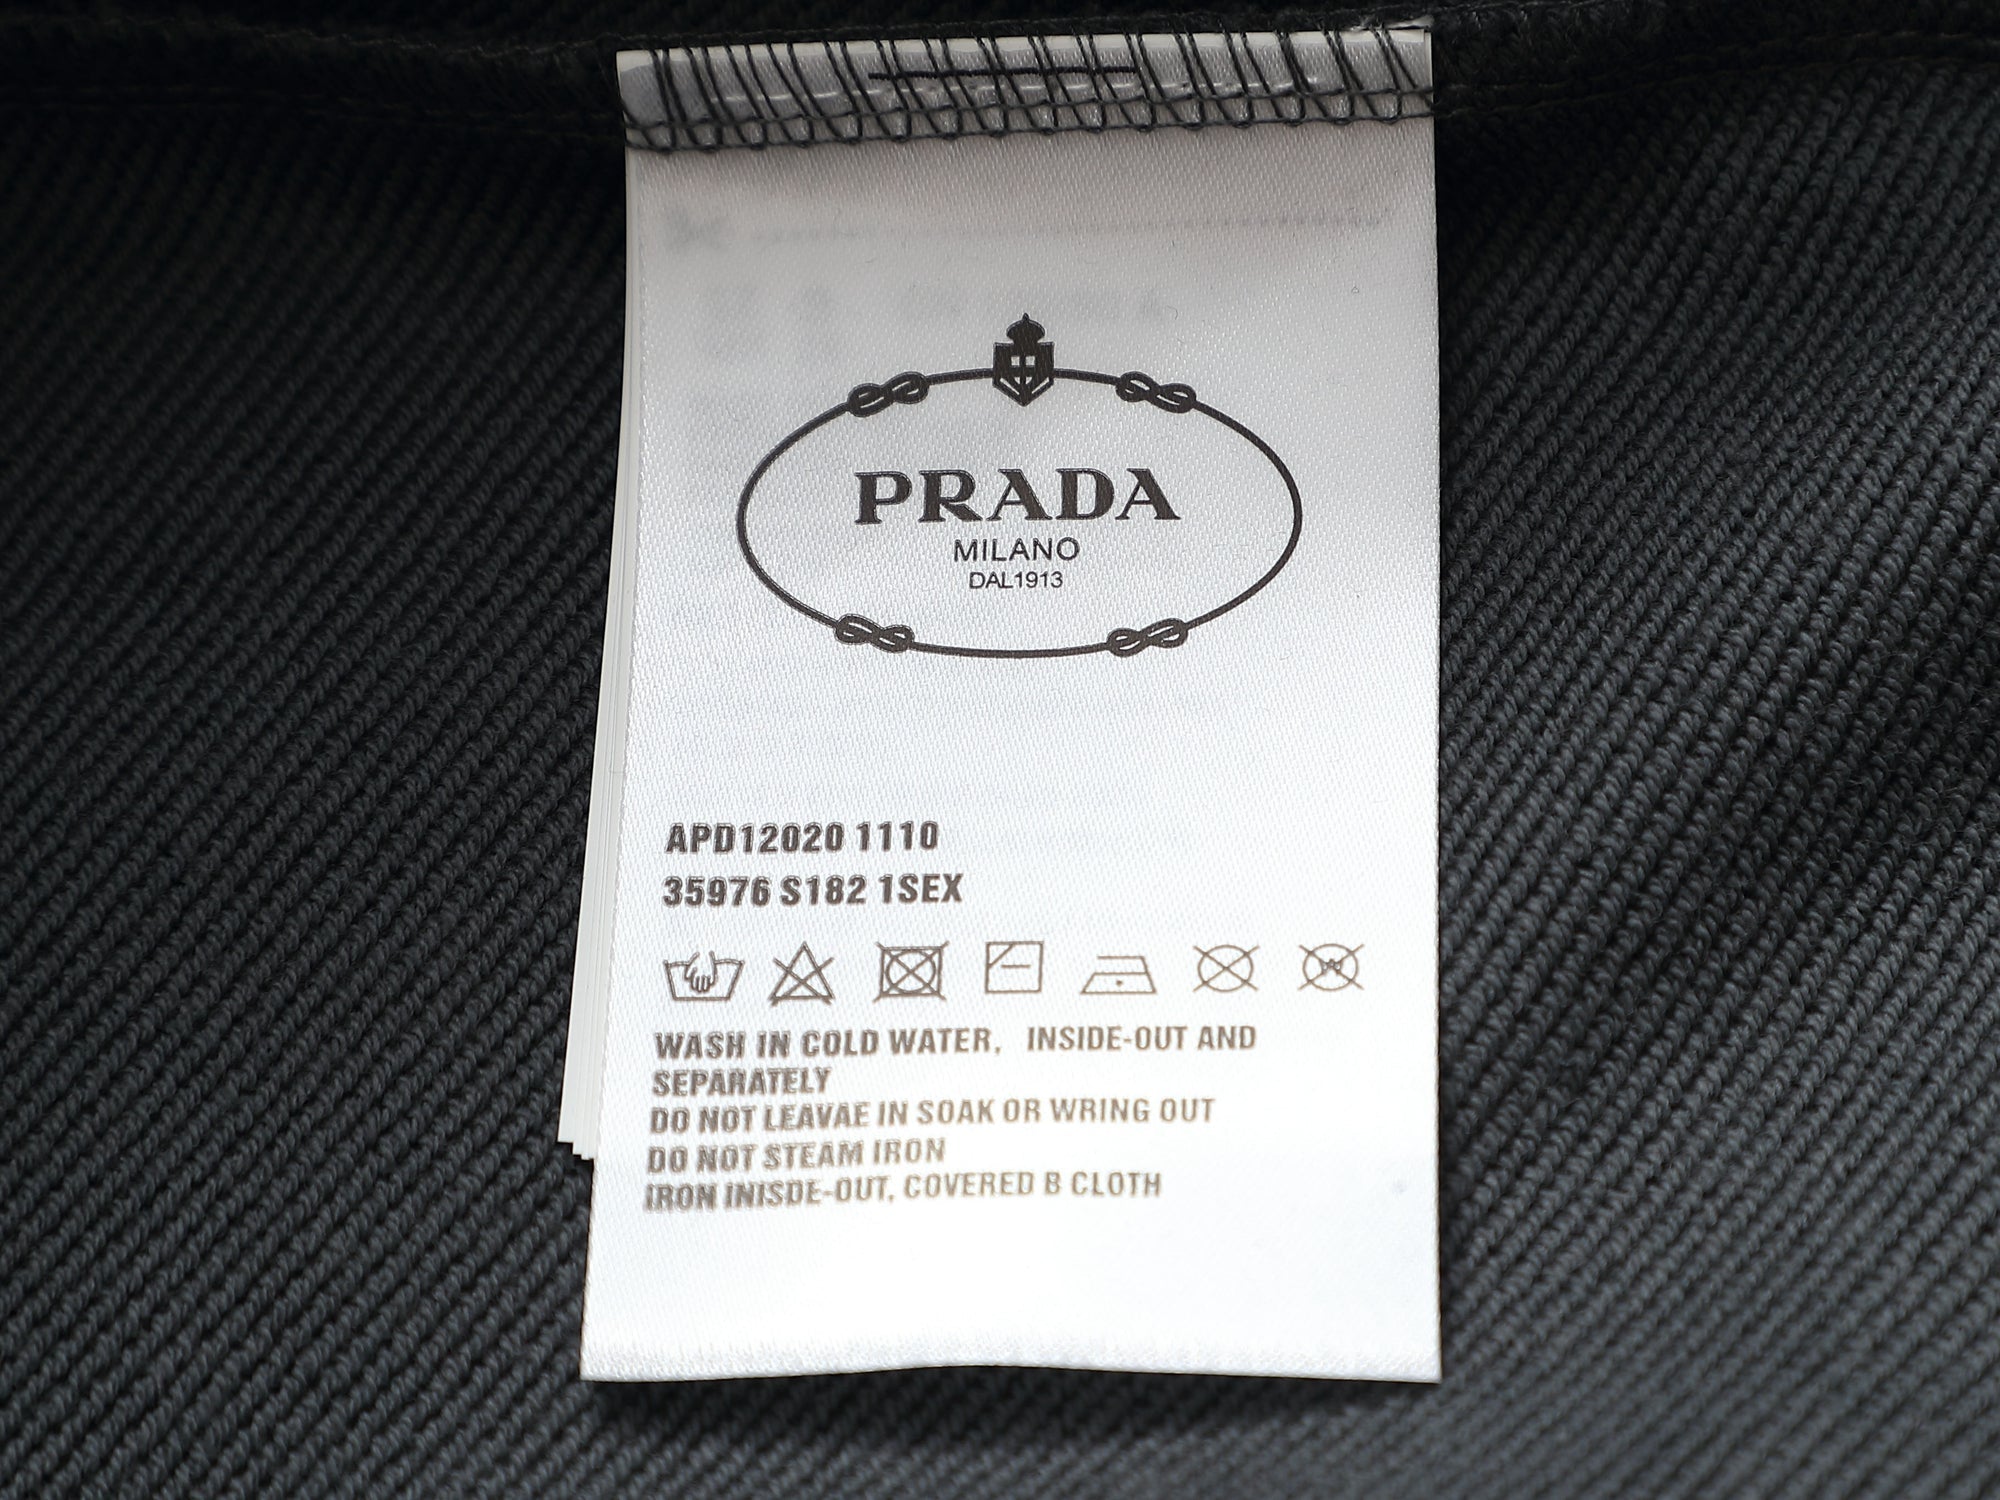 PRADA
MILANO
DAL1913
APD12020 1110
35976 S182 1SEX
WASH IN COLD WATER, INSIDE-OUT AND
SEPARATELY
DO NOT LEAVAE IN SOAK OR WRING OUT
DO NOT STEAM IRON
IRON INISDE-OUT, COVERED B CLOTH